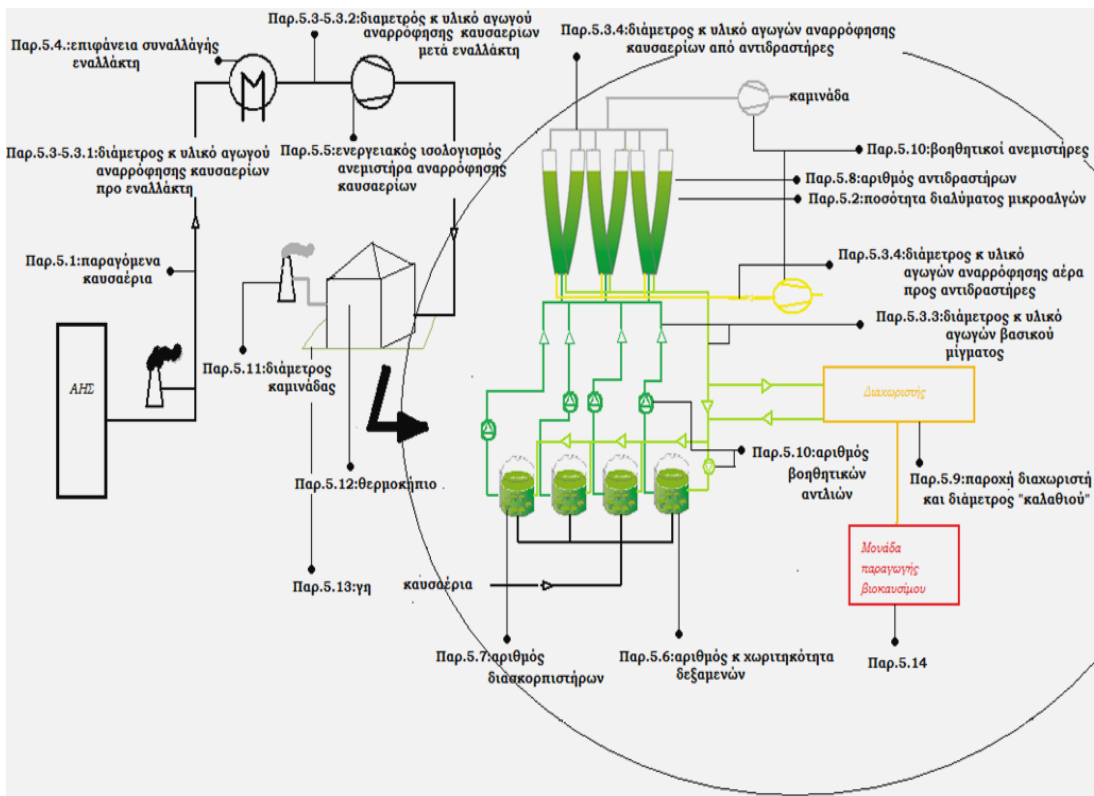 Παρ.5.3-5.3.2:διαμετρός κ υλικό αγωγού
αναρρόφησης καυσαερίων
μετά εναλλάκτη
Παρ.5.4.:επιφάνεια συναλλάγής
εναλλάκτη
Παρ.5.3.4:διάμετρος κ υλικό αγωγών αναρρόφησης
καυσαερίων από αντιδραστήρες
καμινάδα
Παρ.5.3-5.3.1:διάμετρος κ υλικό αγωγού
αναρρόφησης καυσαερίων
προ εναλλάκτη
Παρ.5.5:ενεργειακός ισολογισμός
ανεμιστήρα αναρρόφησης
καυσαερίων
Παρ.5.10:βοηθητικοί ανεμιστήρες
Παρ.5.8:αριθμός αντιδραστήρων
Παρ.5.2:ποσότητα διαλύματος μικροαλγών
Παρ.5.1:παραγόμενα
καυσαέρια
Παρ.5.3.4:διάμετρος κ υλικό
αγωγών αναρρόφησης αέρα
προς αντιδραστήρες
Παρ.5.3.3:διάμετρος κ υλικό
αγωγών βασικού
μίγματος
Παρ.5.11:διάμετρος
καμινάδας
ΑΗΣ
Διαχωριστής
Παρ.5.12:θερμοκήπιο
Παρ.5.10:αριθμός
βοηθητικών
αντλιών
Παρ.5.9:παροχή διαχωριστή
και διάμετρος "καλαθιού"
Μονάδα
παραγωγής
βιοκαυσίμου
Παρ.5.13:γη
καυσαέρια
Παρ.5.7:αριθμός
διασκορπιστήρων
Παρ.5.6:αριθμός κ χωριτηκότητα
δεξαμενών
Παρ.5.14